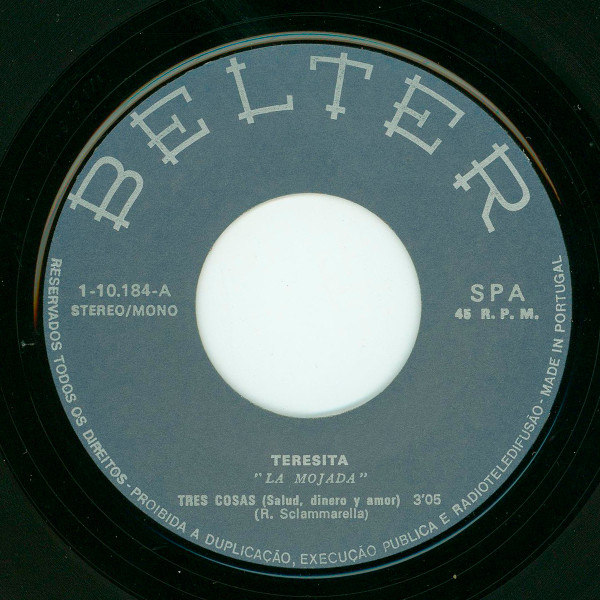 BELTER
1-10.184-A
STEREO/MONO
SPA
45 R. P. M.
TERESITA
"LA MOJADA"
TRES COSAS (Salud, dinero y amor) 3'05
(R. Sclammarella)
RESERVADOS TODOS OS DIREITOS - PROIBIDA A DUPLICAÇÃO, EXECUÇÃO PUBLICA E RADIOTELEDIFUSÃO - MADE IN PORTUGAL